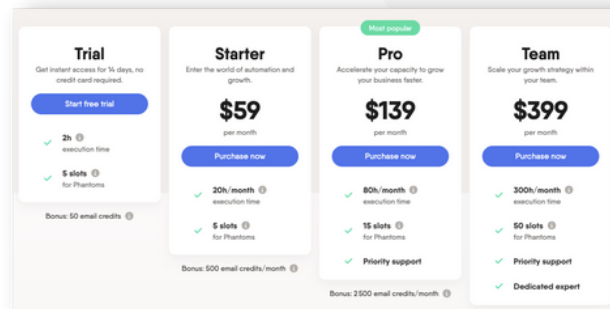 Most popular
Trial
Get instant access for 14 days, no
credit card required.
Start free trial
2h
execution time
5 slots
for Phantoms
Bonus: 50 email credits
Starter
Enter the world of automation and
growth.
$59
per month
Purchase now
20h/month
execution time
5 slots
for Phantoms
Bonus: 500 email credits/month
Pro
Accelerate your capacity to grow
your business faster.
$139
per month
Purchase now
80h/month
execution time
15 slots
for Phantoms
Priority support
Bonus: 2500 email credits/month
Team
Scale your growth strategy within
your team.
$399
per month
Purchase now
300h/month
execution time
50 slots
for Phantoms
Priority support
Dedicated expert